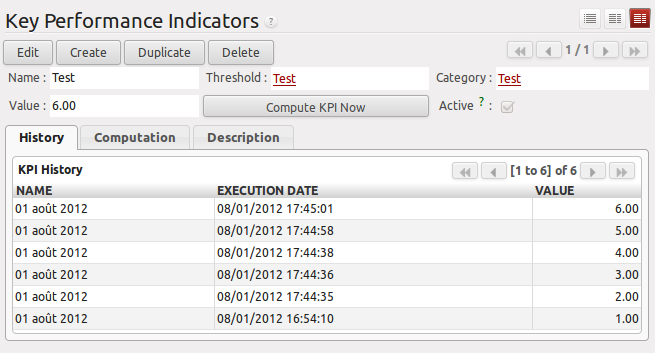 Key Performance Indicators ?
Edit Create Duplicate Delete 1 / 1
Name : Test Threshold : Test Category : Test
Value : 6.00 Compute KPI Now Active ? :
History Computation Description
KPI History [1 to 6] of 6
NAME EXECUTION DATE VALUE
01 août 2012 08/01/2012 17:45:01 6.00
01 août 2012 08/01/2012 17:44:58 5.00
01 août 2012 08/01/2012 17:44:38 4.00
01 août 2012 08/01/2012 17:44:36 3.00
01 août 2012 08/01/2012 17:44:35 2.00
01 août 2012 08/01/2012 16:54:10 1.00